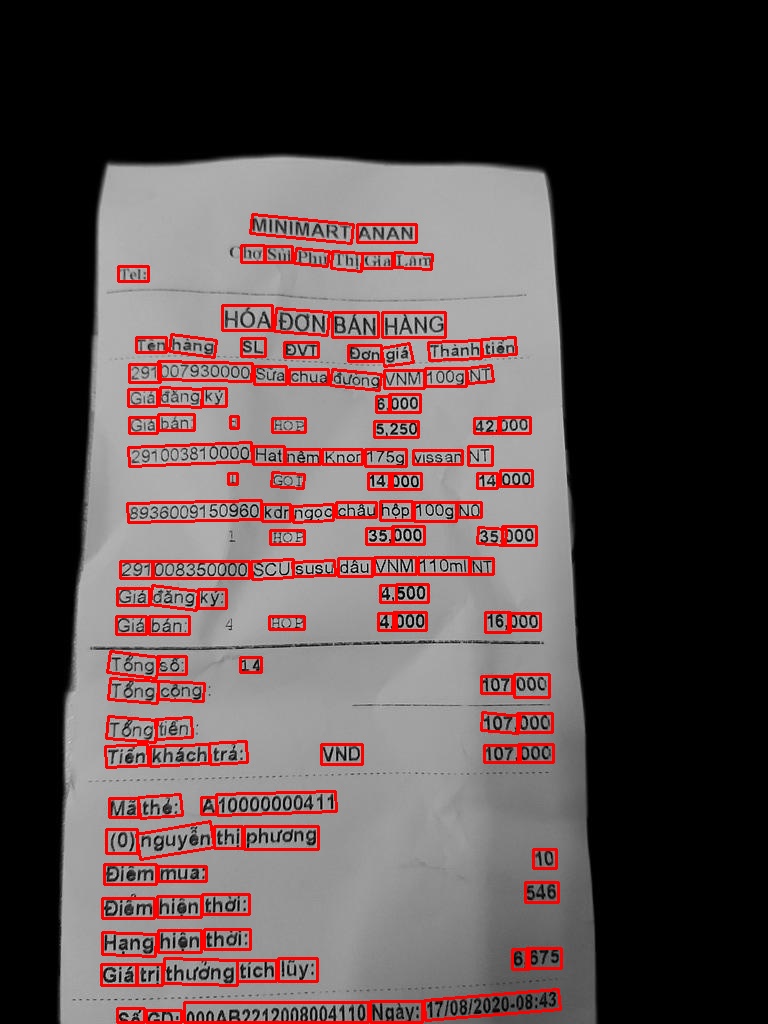 MINIMART ANAN
Chợ Sủi Phú Thị Gia Lâm
Tel:
HÓA ĐƠN BÁN HÀNG
Tên hàng SL ĐVT Đơn giá Thành tiền
291007930000 Sữa chua đường VNM 100g NT
Giá đăng ký 6,000
Giá bán: HOP 5,250 42,000
291003810000 Hat nêm Knor 175g vissan NT
1 GOI 14,000 14,000
8936009150960 kdr ngọc châu hộp 100g N0
1 HOP 35,000 35,000
291008350000 SCU susu dâu VNM 110ml NT
Giá đăng ký: 4,500
Giá bán: 4 HOP 4,000 16,000
Tổng số: 14
Tổng cộng : 107,000
Tổng tiền : 107,000
Tiền khách trả: VND 107,000
Mã thẻ: A10000000411
(0) nguyễn thị phương
Điểm mua: 10
Điểm hiện thời: 546
Hạng hiện thời:
Giá trị thưởng tích lũy: 6,675
Số GD: 000AB2212008004110 Ngày: 17/08/2020-08:43